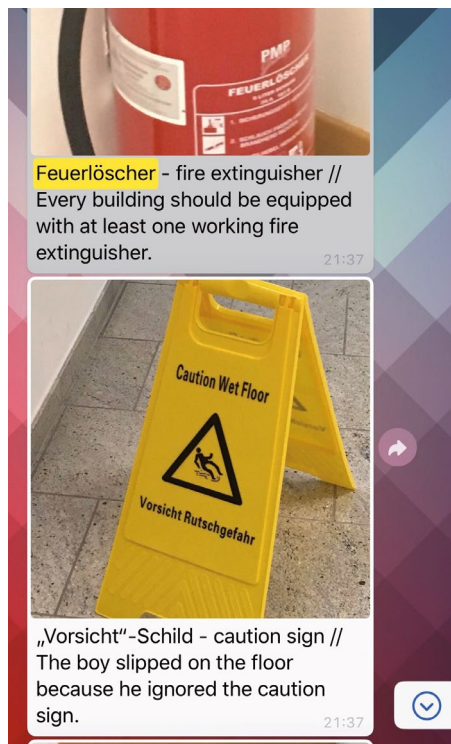 PMP
FEUERLÖSCHER
Feuerlöscher - fire extinguisher //
Every building should be equipped
with at least one working fire
extinguisher.
21:37
Caution Wet Floor
Vorsicht Rutschgefahr
„Vorsicht“-Schild - caution sign //
The boy slipped on the floor
because he ignored the caution
sign.
21:37